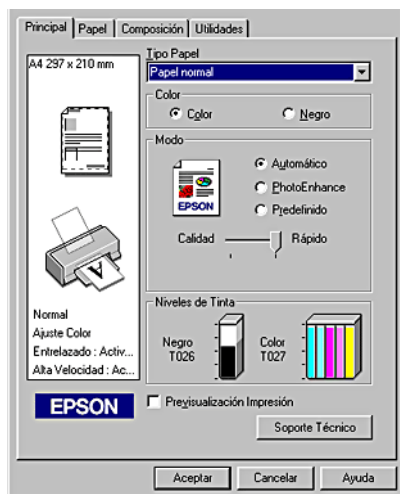 Principal Papel Composición Utilidades
A4 297 x 210 mm
Tipo Papel
Papel normal
Color
Color Negro
Modo
Automático
PhotoEnhance
Predefinido
EPSON
Calidad Rápido
Niveles de Tinta
Negro
T026
Color
T027
Normal
Ajuste Color
Entrelazado : Activ...
Alta Velocidad : Ac...
EPSON
Previsualización Impresión
Soporte Técnico
Aceptar Cancelar Ayuda